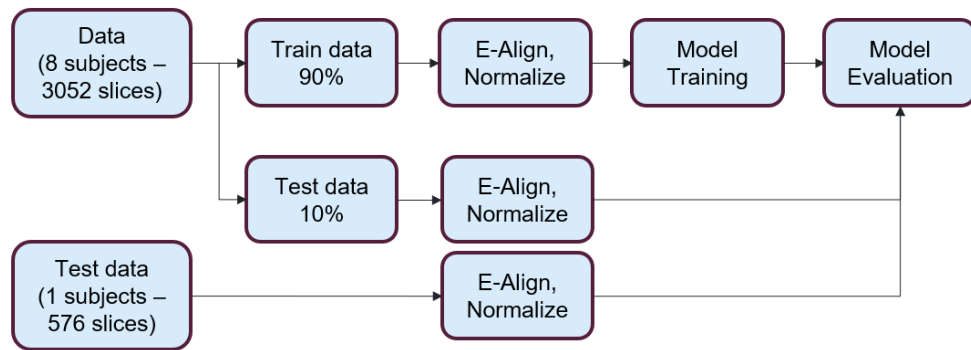 Data
(8 subjects –
3052 slices)
Train data
90%
E-Align,
Normalize
Model
Training
Model
Evaluation
Test data
10%
E-Align,
Normalize
Test data
(1 subjects –
576 slices)
E-Align,
Normalize